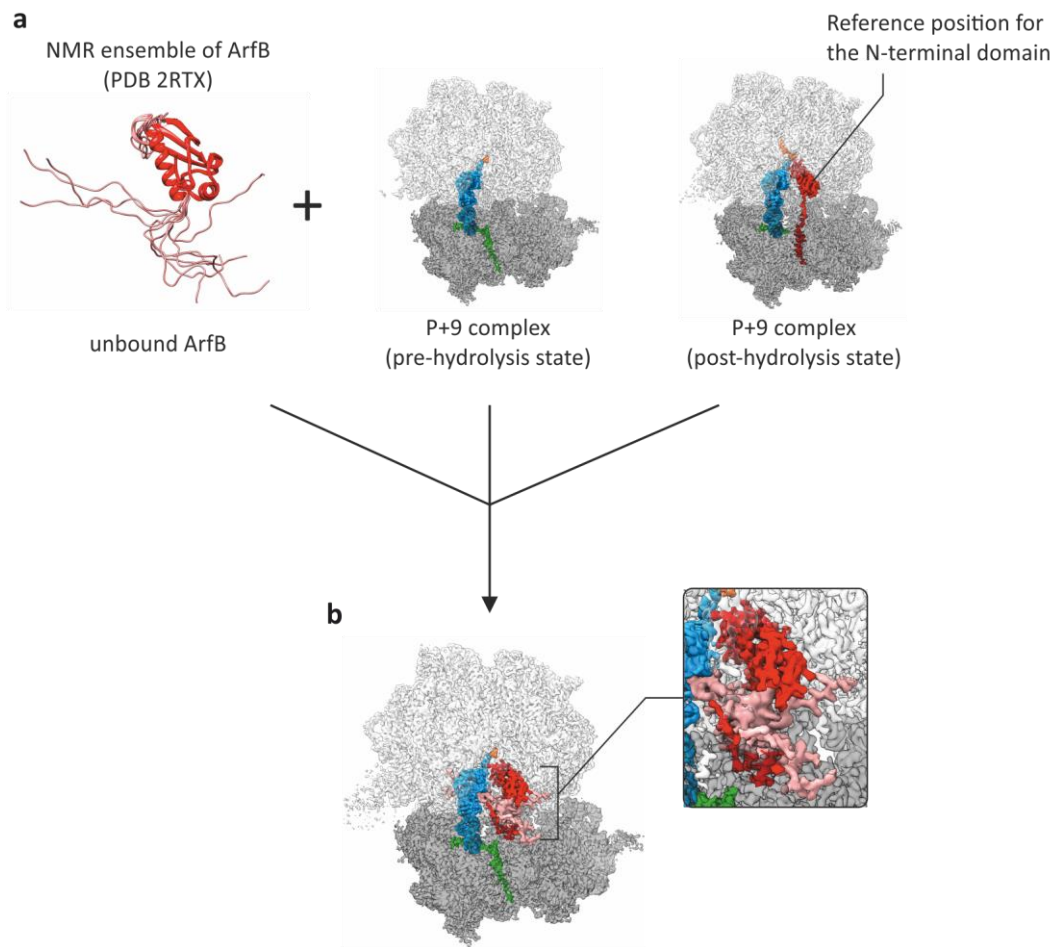 a
NMR ensemble of ArfB
(PDB 2RTX)
Reference position for
the N-terminal domain
+
unbound ArfB
P+9 complex
(pre-hydrolysis state)
P+9 complex
(post-hydrolysis state)
b